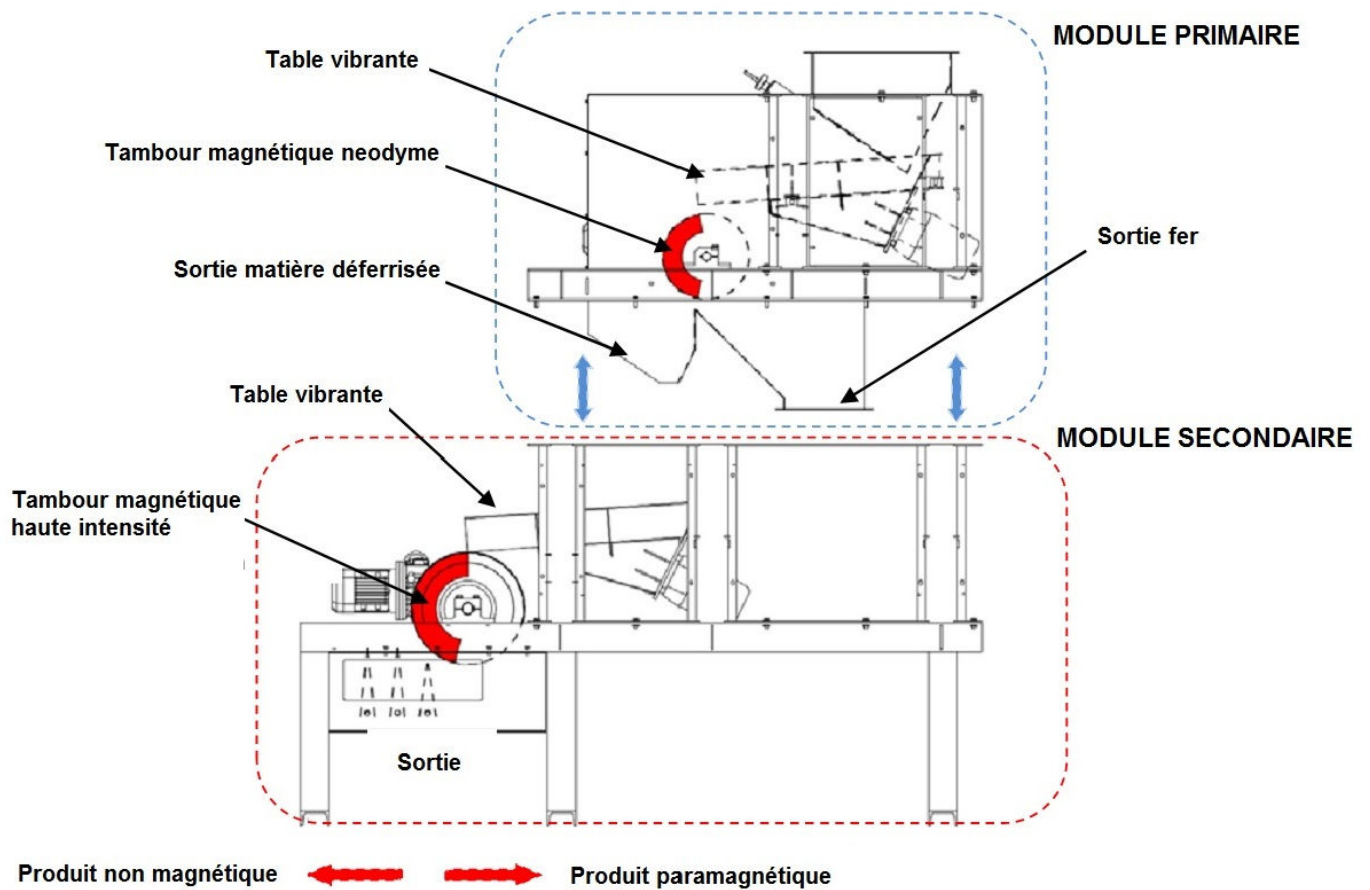 MODULE PRIMAIRE
Table vibrante
Tambour magnétique neodyme
Sortie fer
Sortie matière déferrisée
Table vibrante
MODULE SECONDAIRE
Tambour magnétique
haute intensité
Sortie
Produit non magnétique
Produit paramagnétique